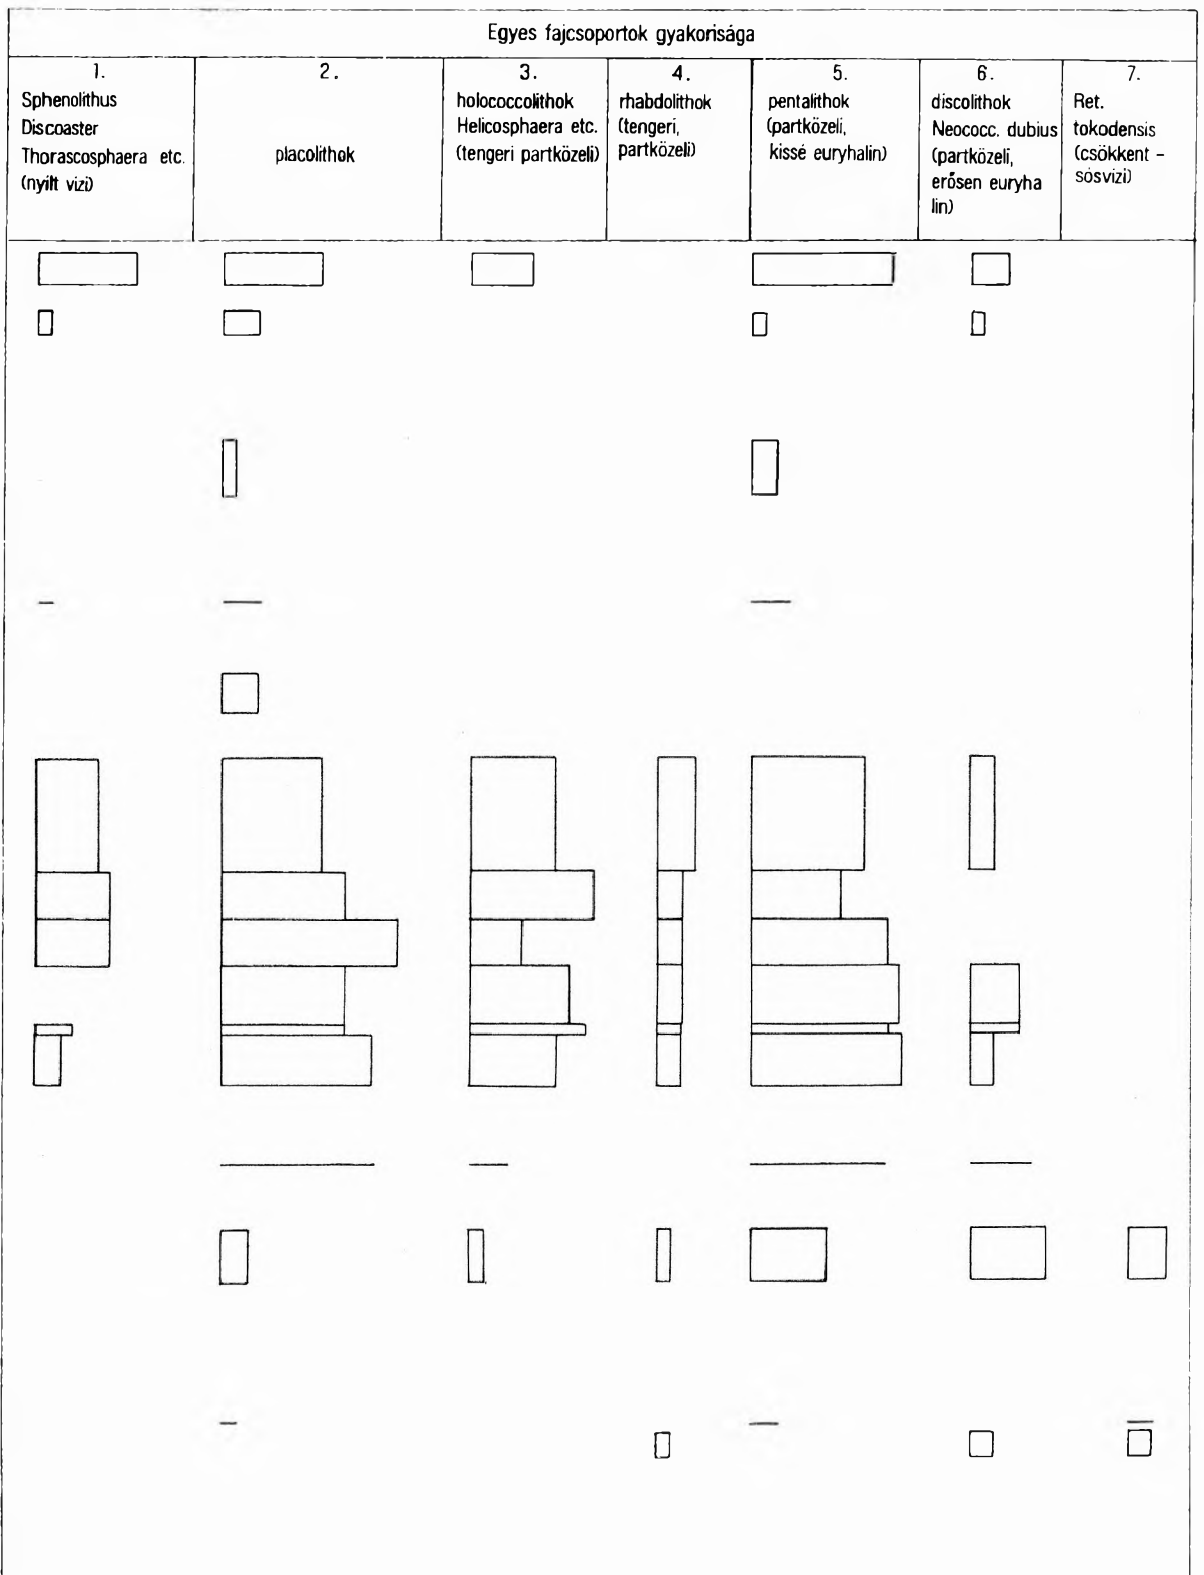 Egyes fajcsoportok gyakorisága
1.
Sphenolithus
Discoaster
Thorascosphaera etc.
(nyilt vizi)
2.
placolithok
3.
holococcolithok
Helicosphaera etc.
(tengeri partközeli)
4.
rhabdolithok
(tengeri,
partközeli)
5.
pentalithok
(partközeli,
kissé euryhalin)
6.
discolithok
Neococc. dubius
(partközeli,
erősen euryha
lin)
7.
Ret.
tokodensis
(csökkent -
sósvizi)